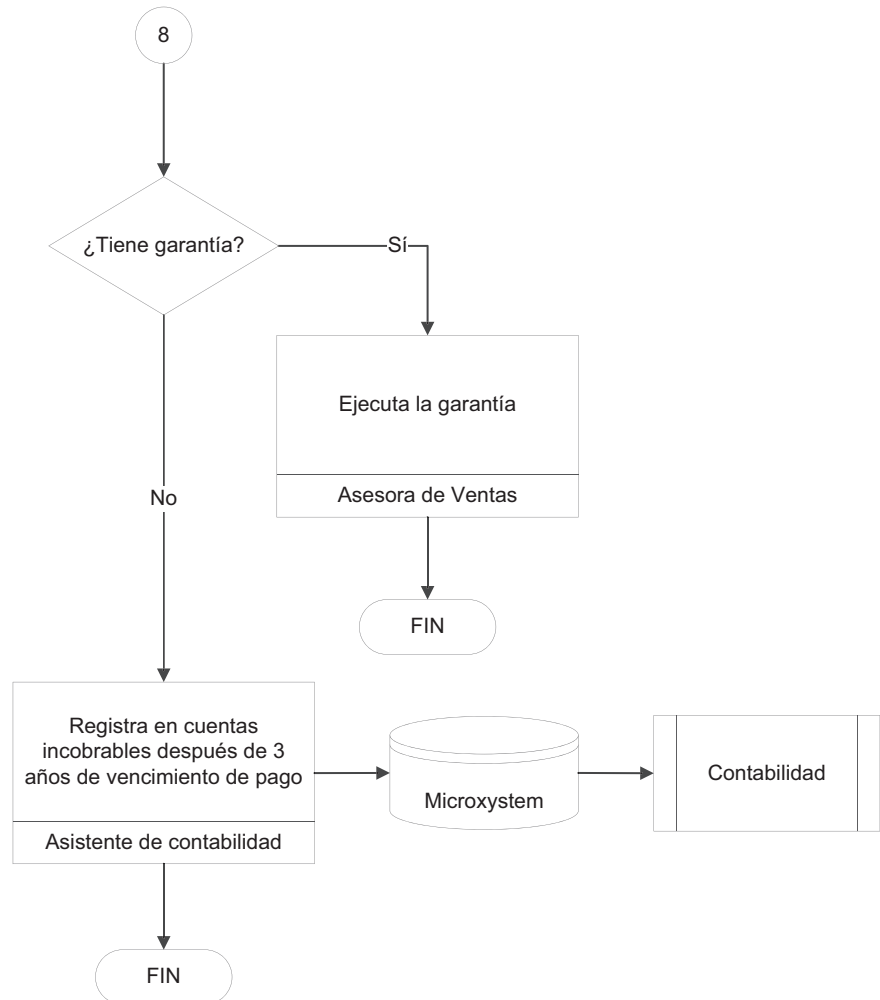 8
¿Tiene garantía?
Sí
Ejecuta la garantía
Asesora de Ventas
No
FIN
Registra en cuentas
incobrables después de 3
años de vencimiento de pago
Asistente de contabilidad
Microxystem
Contabilidad
FIN